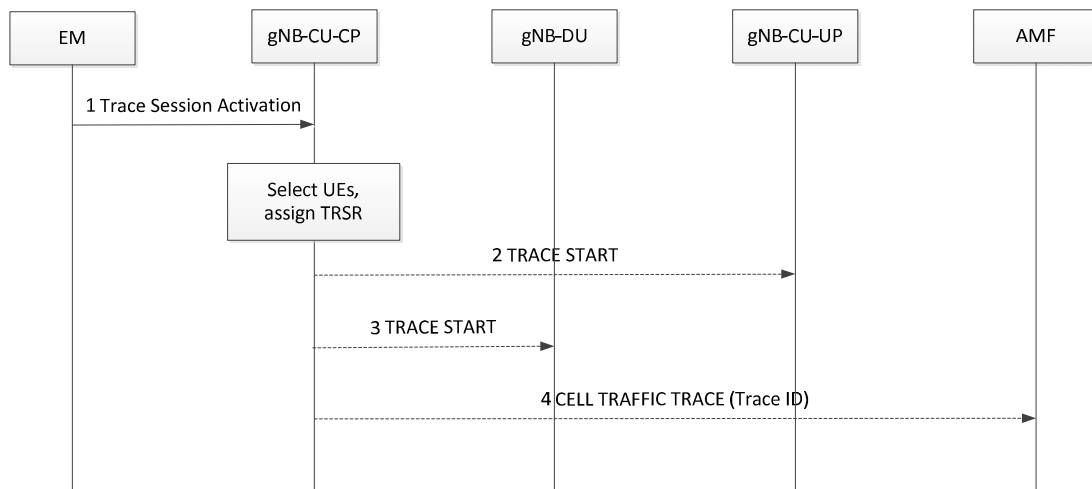 EM
gNB-CU-CP
gNB-DU
gNB-CU-UP
AMF
1 Trace Session Activation
Select UEs,
assign TRSR
2 TRACE START
3 TRACE START
4 CELL TRAFFIC TRACE (Trace ID)